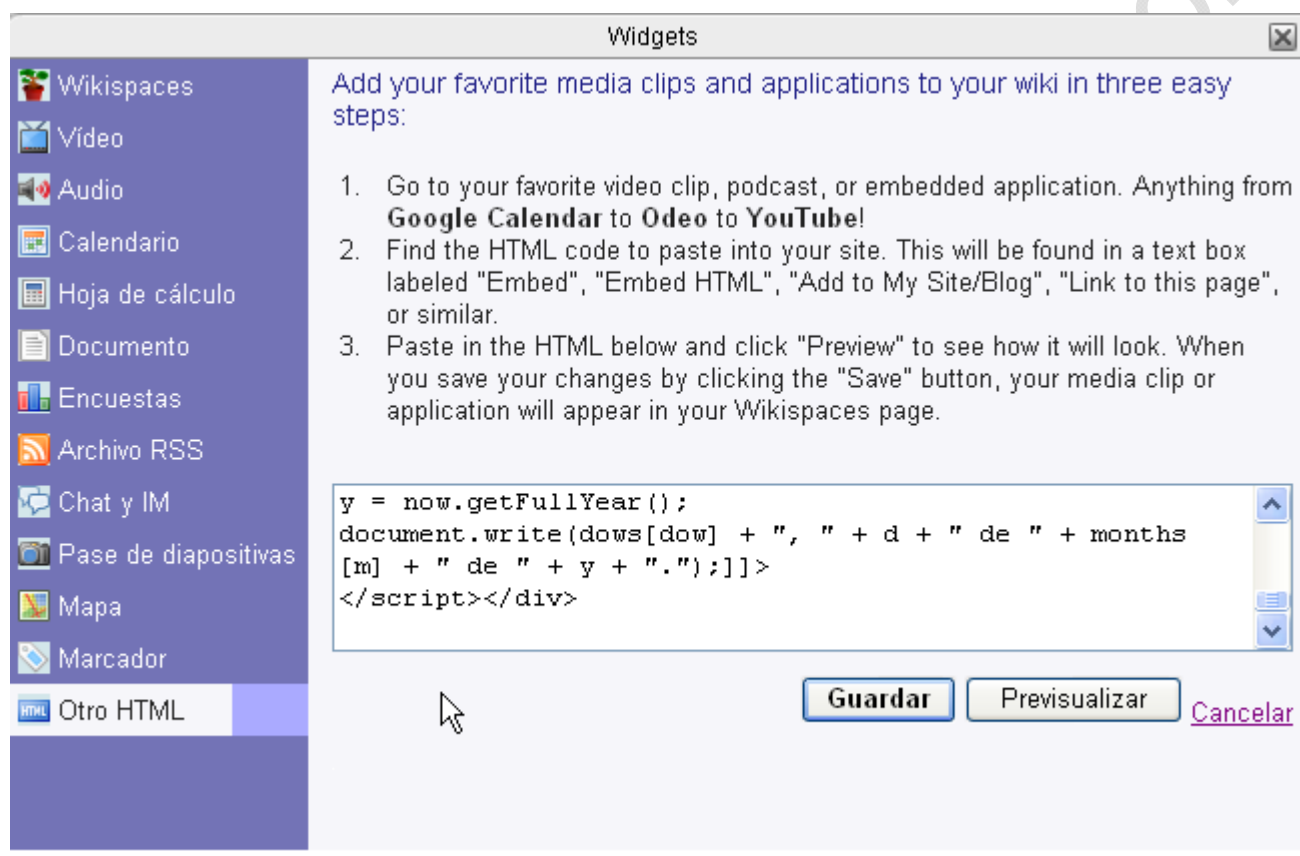 Widgets
Wikispaces
Vídeo
Audio
Calendario
Hoja de cálculo
Documento
Encuestas
Archivo RSS
Chat y IM
Pase de diapositivas
Mapa
Marcador
HTML Otro HTML
Add your favorite media clips and applications to your wiki in three easy
steps:
1. Go to your favorite video clip, podcast, or embedded application. Anything from
Google Calendar to Odeo to YouTube!
2. Find the HTML code to paste into your site. This will be found in a text box
labeled "Embed", "Embed HTML", "Add to My Site/Blog", "Link to this page",
or similar.
3. Paste in the HTML below and click "Preview" to see how it will look. When
you save your changes by clicking the "Save" button, your media clip or
application will appear in your Wikispaces page.
y = now.getFullYear();
document.write(dows[dow] + ", " + d + " de " + months
[m] + " de " + y + ".");]]>
</script></div>
Guardar Previsualizar Cancelar